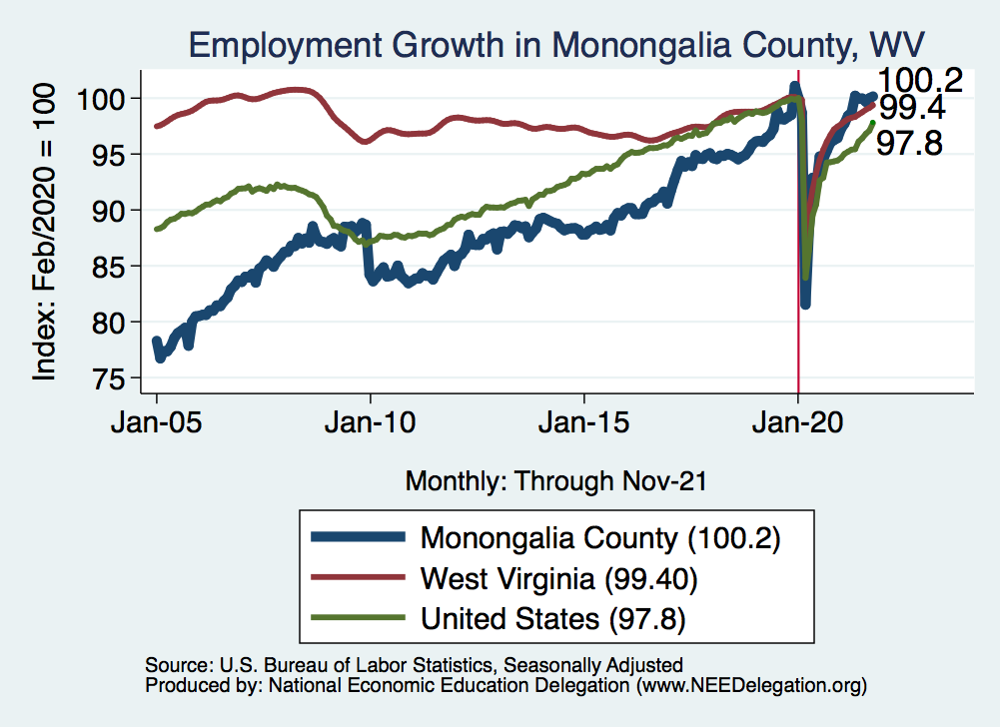 Employment Growth in Monongalia County, WV
Index: Feb/2020 = 100
100
95
90
85
80
75
100.2
99.4
97.8
Jan-05 Jan-10 Jan-15 Jan-20
Monthly: Through Nov-21
Monongalia County (100.2)
West Virginia (99.40)
United States (97.8)
Source: U.S. Bureau of Labor Statistics, Seasonally Adjusted
Produced by: National Economic Education Delegation (www.NEEDelegation.org)